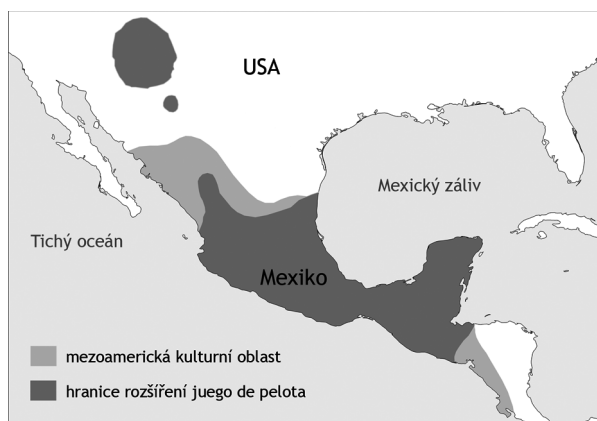 USA
Mexický záliv
Tichý oceán
Mexiko
mezoamerická kulturní oblast
hranice rozšíření juego de pelota